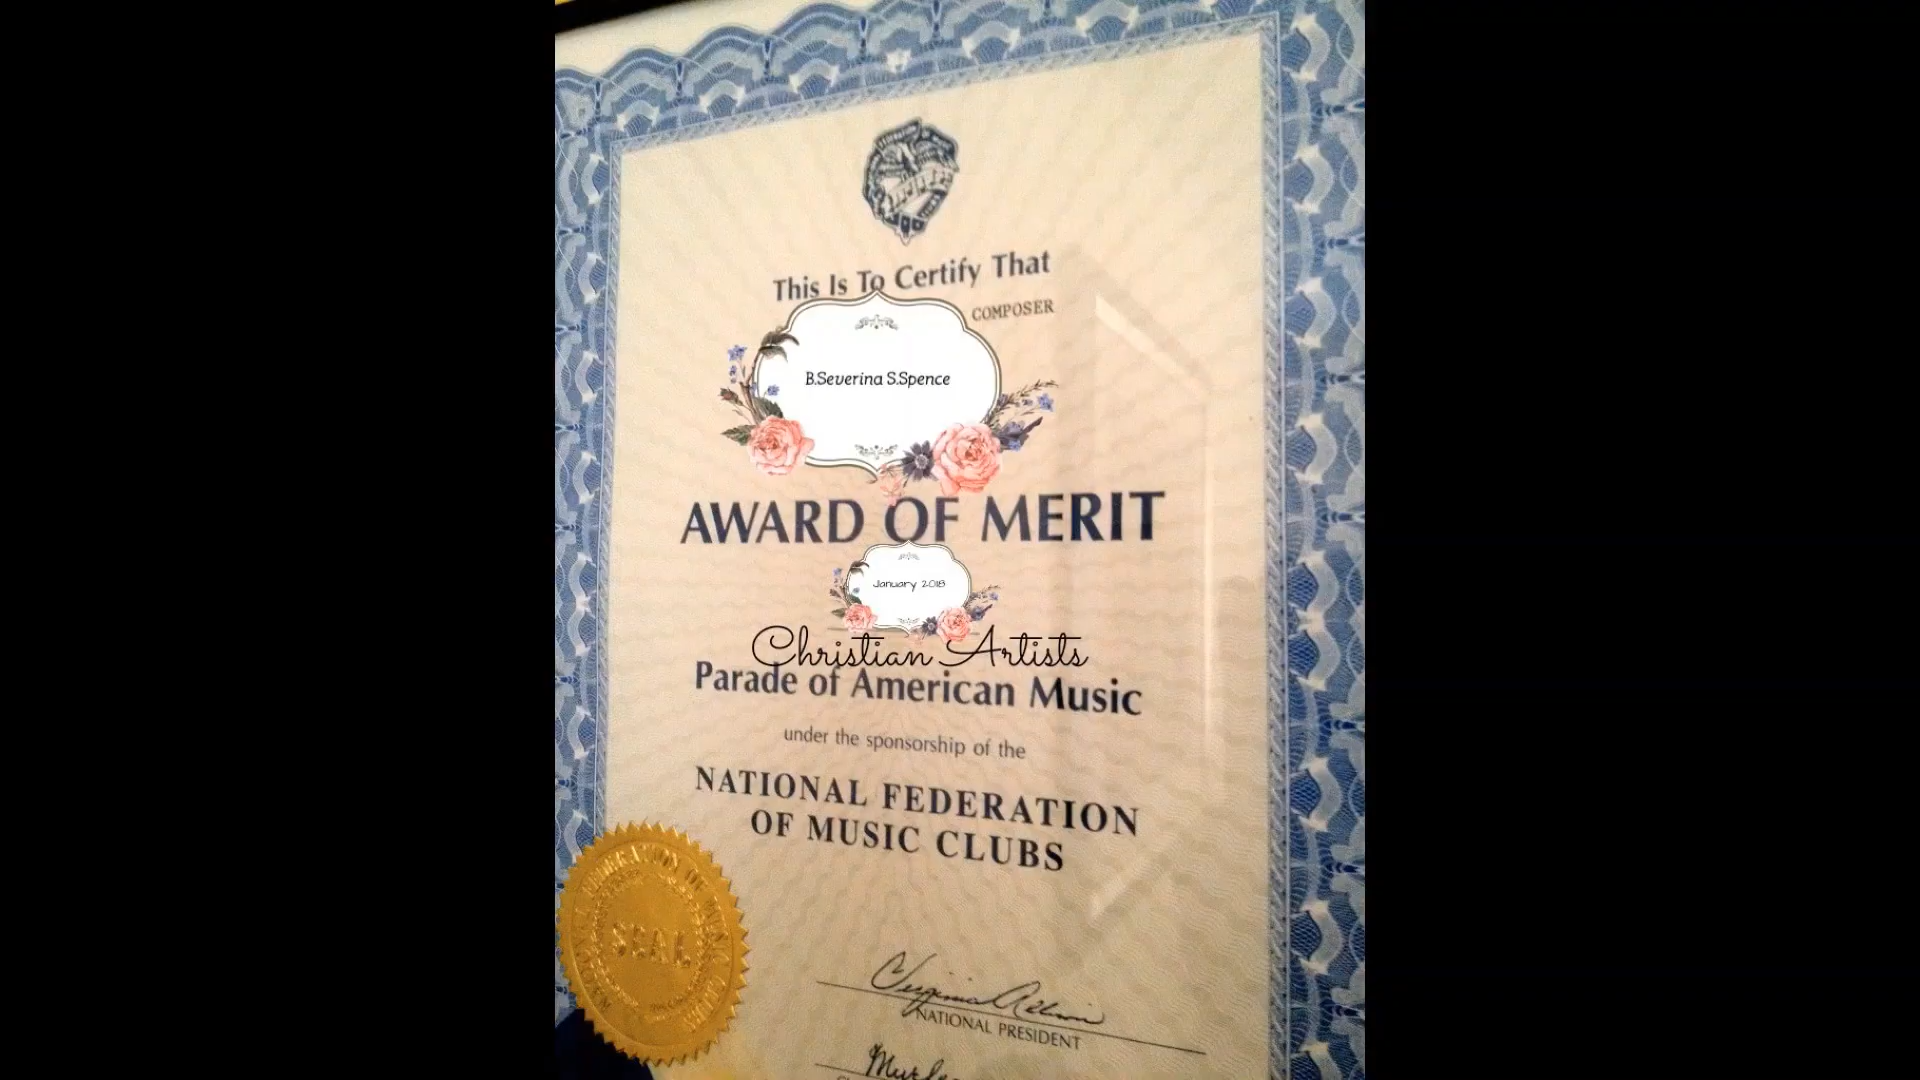 This Is To Certify That
COMPOSER
B.Severina S.Spence
AWARD OF MERIT
January 2018
Christian Artists
Parade of American Music
under the sponsorship of the
NATIONAL FEDERATION
OF MUSIC CLUBS
SEAL
NATIONAL PRESIDENT